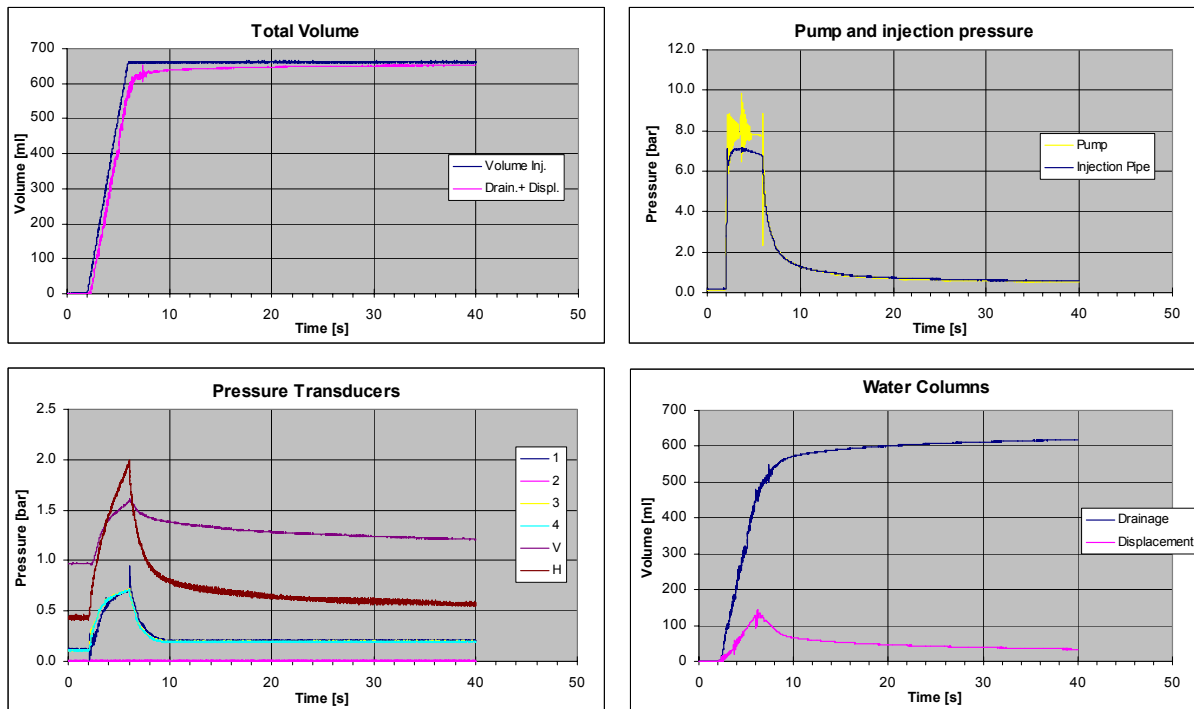 Total Volume
700
600
500
400
300
200
100
0
Volume [ml]
0 10 20 30 40 50
Time [s]
Volume Inj.
Drain.+ Displ.
Pump and injection pressure
12.0
10.0
8.0
6.0
4.0
2.0
0.0
Pressure [bar]
0 10 20 30 40 50
Time [s]
Pump
Injection Pipe
Pressure Transducers
2.5
2.0
1.5
1.0
0.5
0.0
Pressure [bar]
0 10 20 30 40 50
Time [s]
1
2
3
4
V
H
Water Columns
700
600
500
400
300
200
100
0
Volume [ml]
0 10 20 30 40 50
Time [s]
Drainage
Displacement